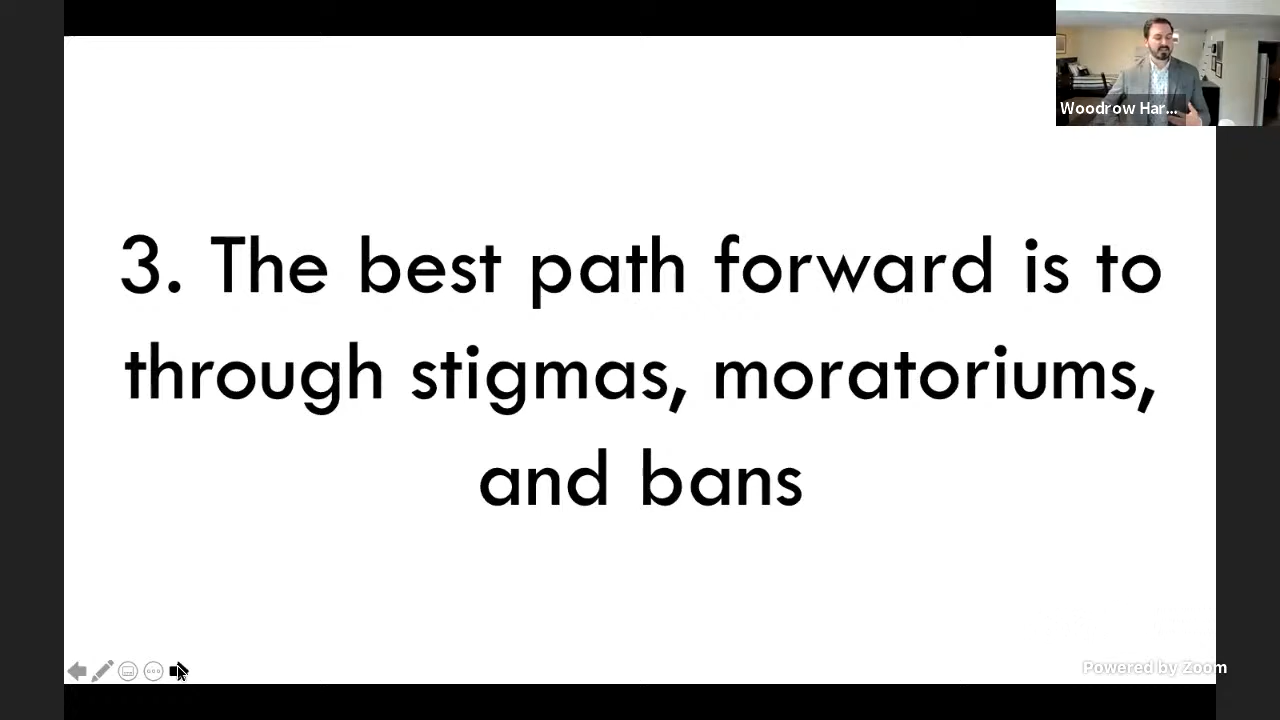 Woodrow Har...
3. The best path forward is to
through stigmas, moratoriums,
and bans
Powered by Zoom